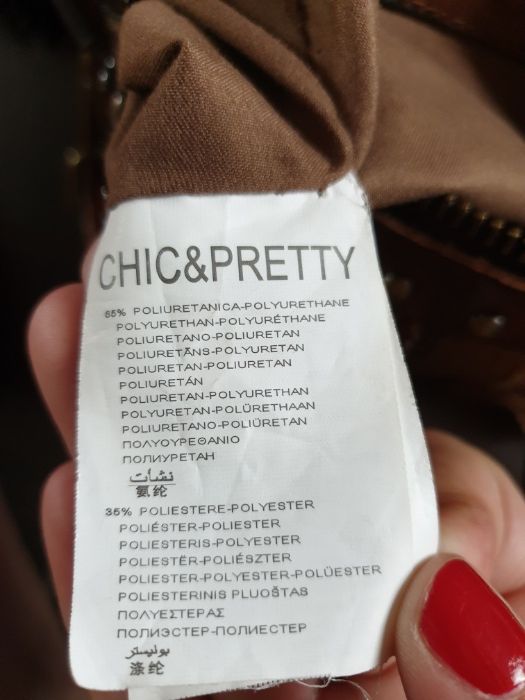 CHIC&PRETTY
65% POLIURETANICA-POLYURETHANE
POLYURETHAN-POLYURÉTHANE
POLIURETANO-POLIURETAN
POLIURETĀNS-POLYURETAN
POLIURETAN-POLIURETAN
POLIURETÁN
POLIURETAN-POLYURETHAN
POLYURETAN-POLÜRETHAAN
POLIURETANO-POLIÜRETAN
ΠΟΛΥΟΥΡΕΘΑΝΙΟ
ПОЛИУРЕТАН
نشأت
氨纶
35% POLIESTERE-POLYESTER
POLIÉSTER-POLIESTER
POLIESTERIS-POLYESTER
POLIESTËR-POLIÉSZTER
POLIESTER-POLYESTER-POLÜESTER
POLIESTERINIS PLUOŠTAS
ΠΟΛΥΕΣΤΕΡΑΣ
ПОЛИЭСТЕР-ПОЛИЕСТЕР
بوليستر
涤纶